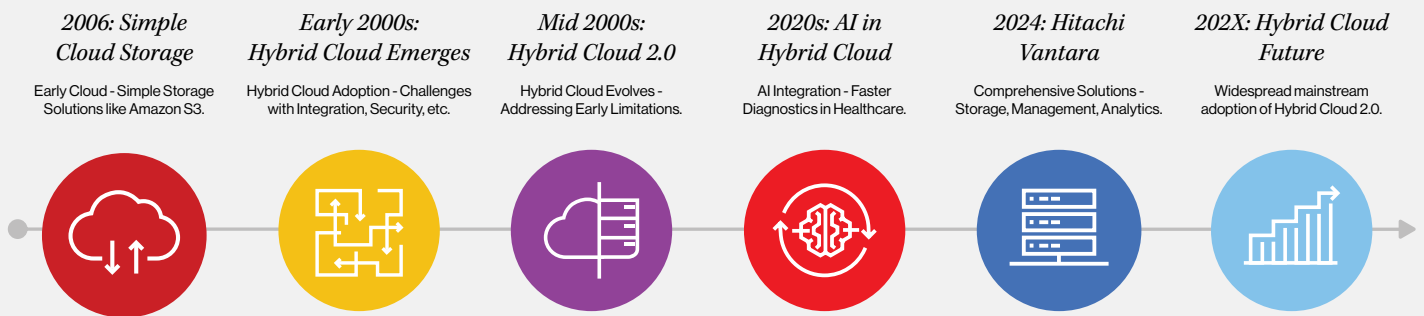 2006: Simple
Cloud Storage
Early Cloud - Simple Storage
Solutions like Amazon S3.
Early 2000s:
Hybrid Cloud Emerges
Hybrid Cloud Adoption - Challenges
with Integration, Security, etc.
Mid 2000s:
Hybrid Cloud 2.0
Hybrid Cloud Evolves -
Addressing Early Limitations.
2020s: AI in
Hybrid Cloud
AI Integration - Faster
Diagnostics in Healthcare.
2024: Hitachi
Vantara
Comprehensive Solutions -
Storage, Management, Analytics.
202X: Hybrid Cloud
Future
Widespread mainstream
adoption of Hybrid Cloud 2.0.